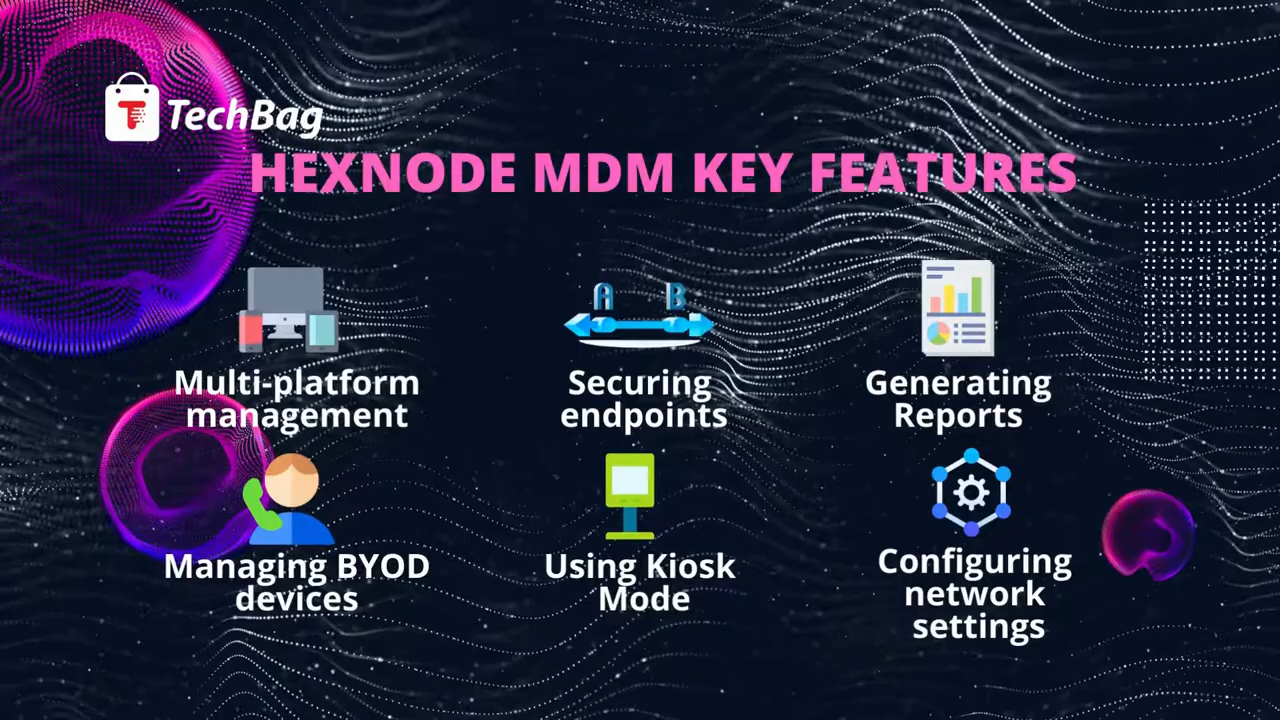 TechBag
HEXNODE MDM KEY FEATURES
A B
Multi-platform
management
Securing
endpoints
Generating
Reports
Managing BYOD
devices
Using Kiosk
Mode
Configuring
network
settings